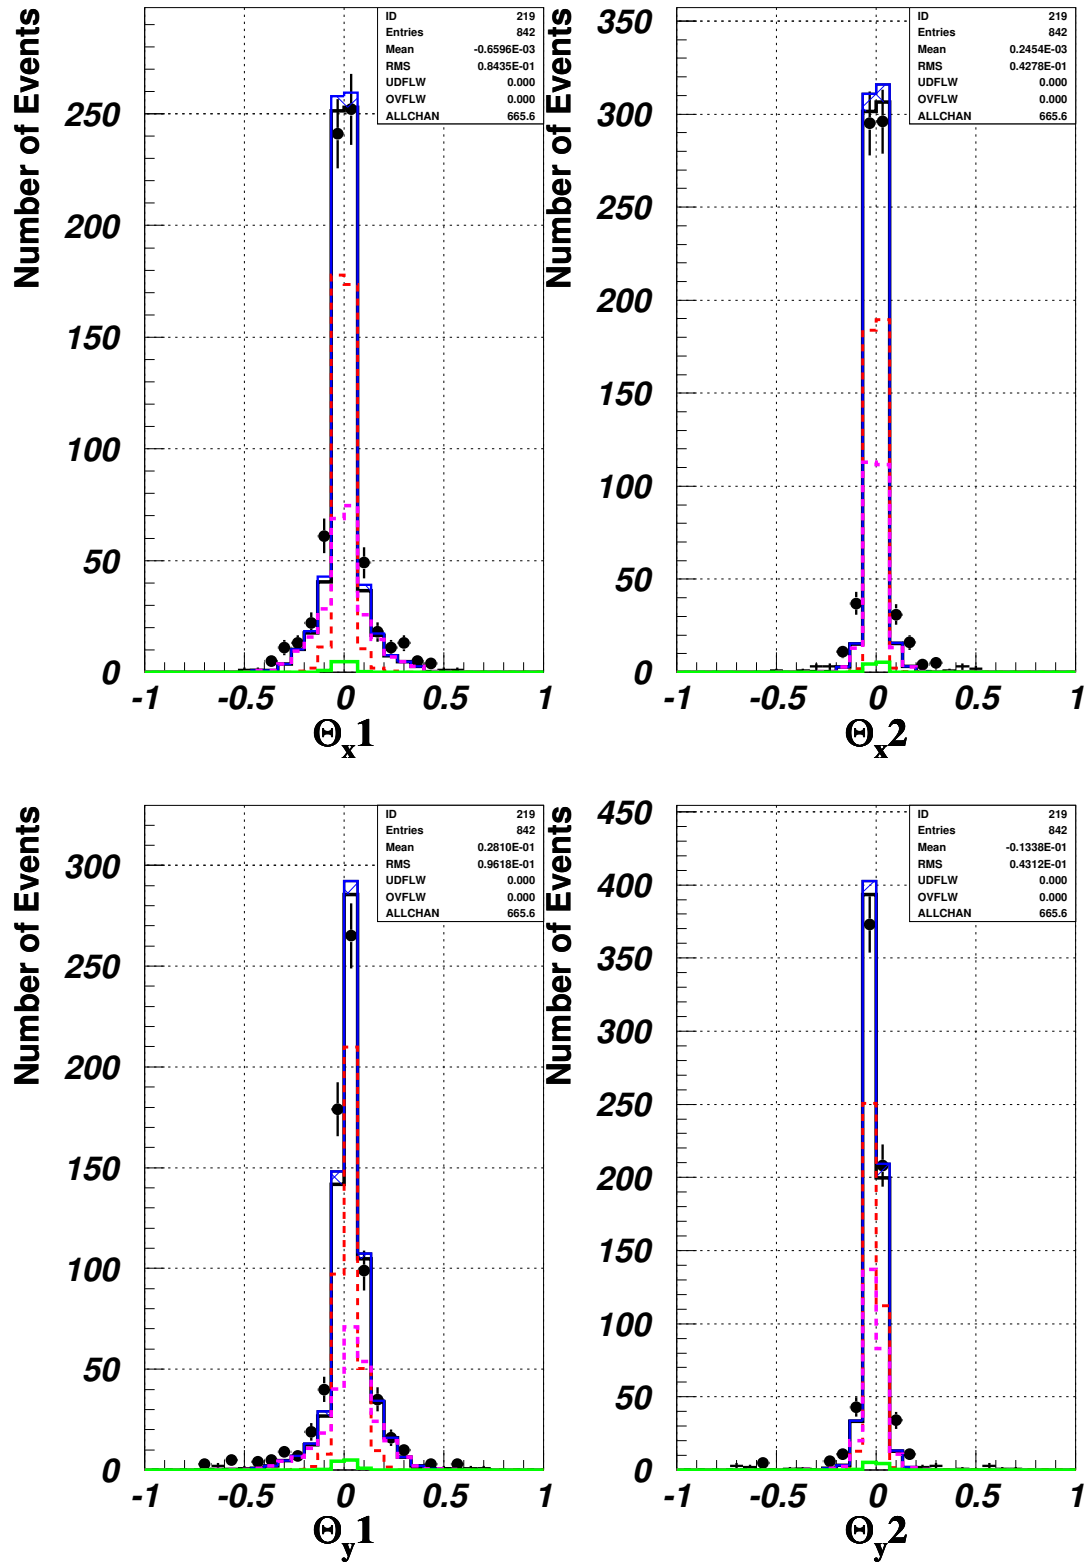 Number of Events
250
200
150
100
50
0
-1 -0.5 0 0.5 1
Θx1
ID 219
Entries 842
Mean -0.6596E-03
RMS 0.8435E-01
UDFLW 0.000
OVFLW 0.000
ALLCHAN 665.6
Number of Events
350
300
250
200
150
100
50
0
-1 -0.5 0 0.5 1
Θx2
ID 219
Entries 842
Mean 0.2454E-03
RMS 0.4278E-01
UDFLW 0.000
OVFLW 0.000
ALLCHAN 665.6
Number of Events
300
250
200
150
100
50
0
-1 -0.5 0 0.5 1
Θy1
ID 219
Entries 842
Mean 0.2810E-01
RMS 0.9618E-01
UDFLW 0.000
OVFLW 0.000
ALLCHAN 665.6
Number of Events
450
400
350
300
250
200
150
100
50
0
-1 -0.5 0 0.5 1
Θy2
ID 219
Entries 842
Mean -0.1338E-01
RMS 0.4312E-01
UDFLW 0.000
OVFLW 0.000
ALLCHAN 665.6